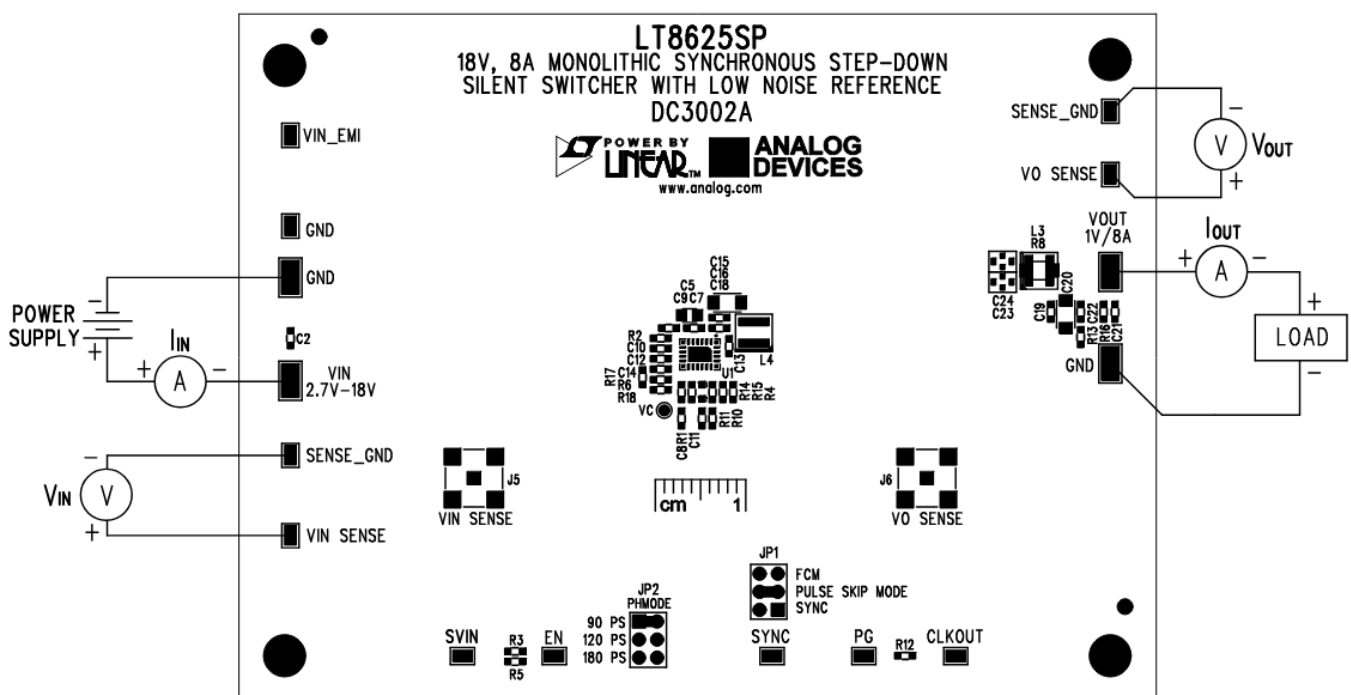 LT8625SP
18V, 8A MONOLITHIC SYNCHRONOUS STEP-DOWN
SILENT SWITCHER WITH LOW NOISE REFERENCE
DC3002A
POWER BY
LINEAR™
ANALOG
DEVICES
www.analog.com
VIN_EMI
GND
GND
POWER
SUPPLY
-
+
IIN
+
A
-
C2
VIN
2.7V-18V
SENSE_GND
-
VIN
V
+
VIN SENSE
SENSE_GND
-
V
VOUT
+
VO SENSE
VOUT
1V/8A
IOUT
+
A
-
+
LOAD
-
GND
L3
R8
C24
C23
C20
C19
C22
R13
R16
C21
C15
C16
C18
C5
C9
C7
R2
C10
C12
C14
R17
R6
R18
VC
U1
C13
L4
R14
R15
R4
C8
R1
C11
R11
R10
J5
VIN SENSE
cm
1
J6
VO SENSE
JP1
FCM
PULSE SKIP MODE
SYNC
JP2
PHMODE
90 PS
120 PS
180 PS
SVIN
R3
R5
EN
SYNC
PG
R12
CLKOUT